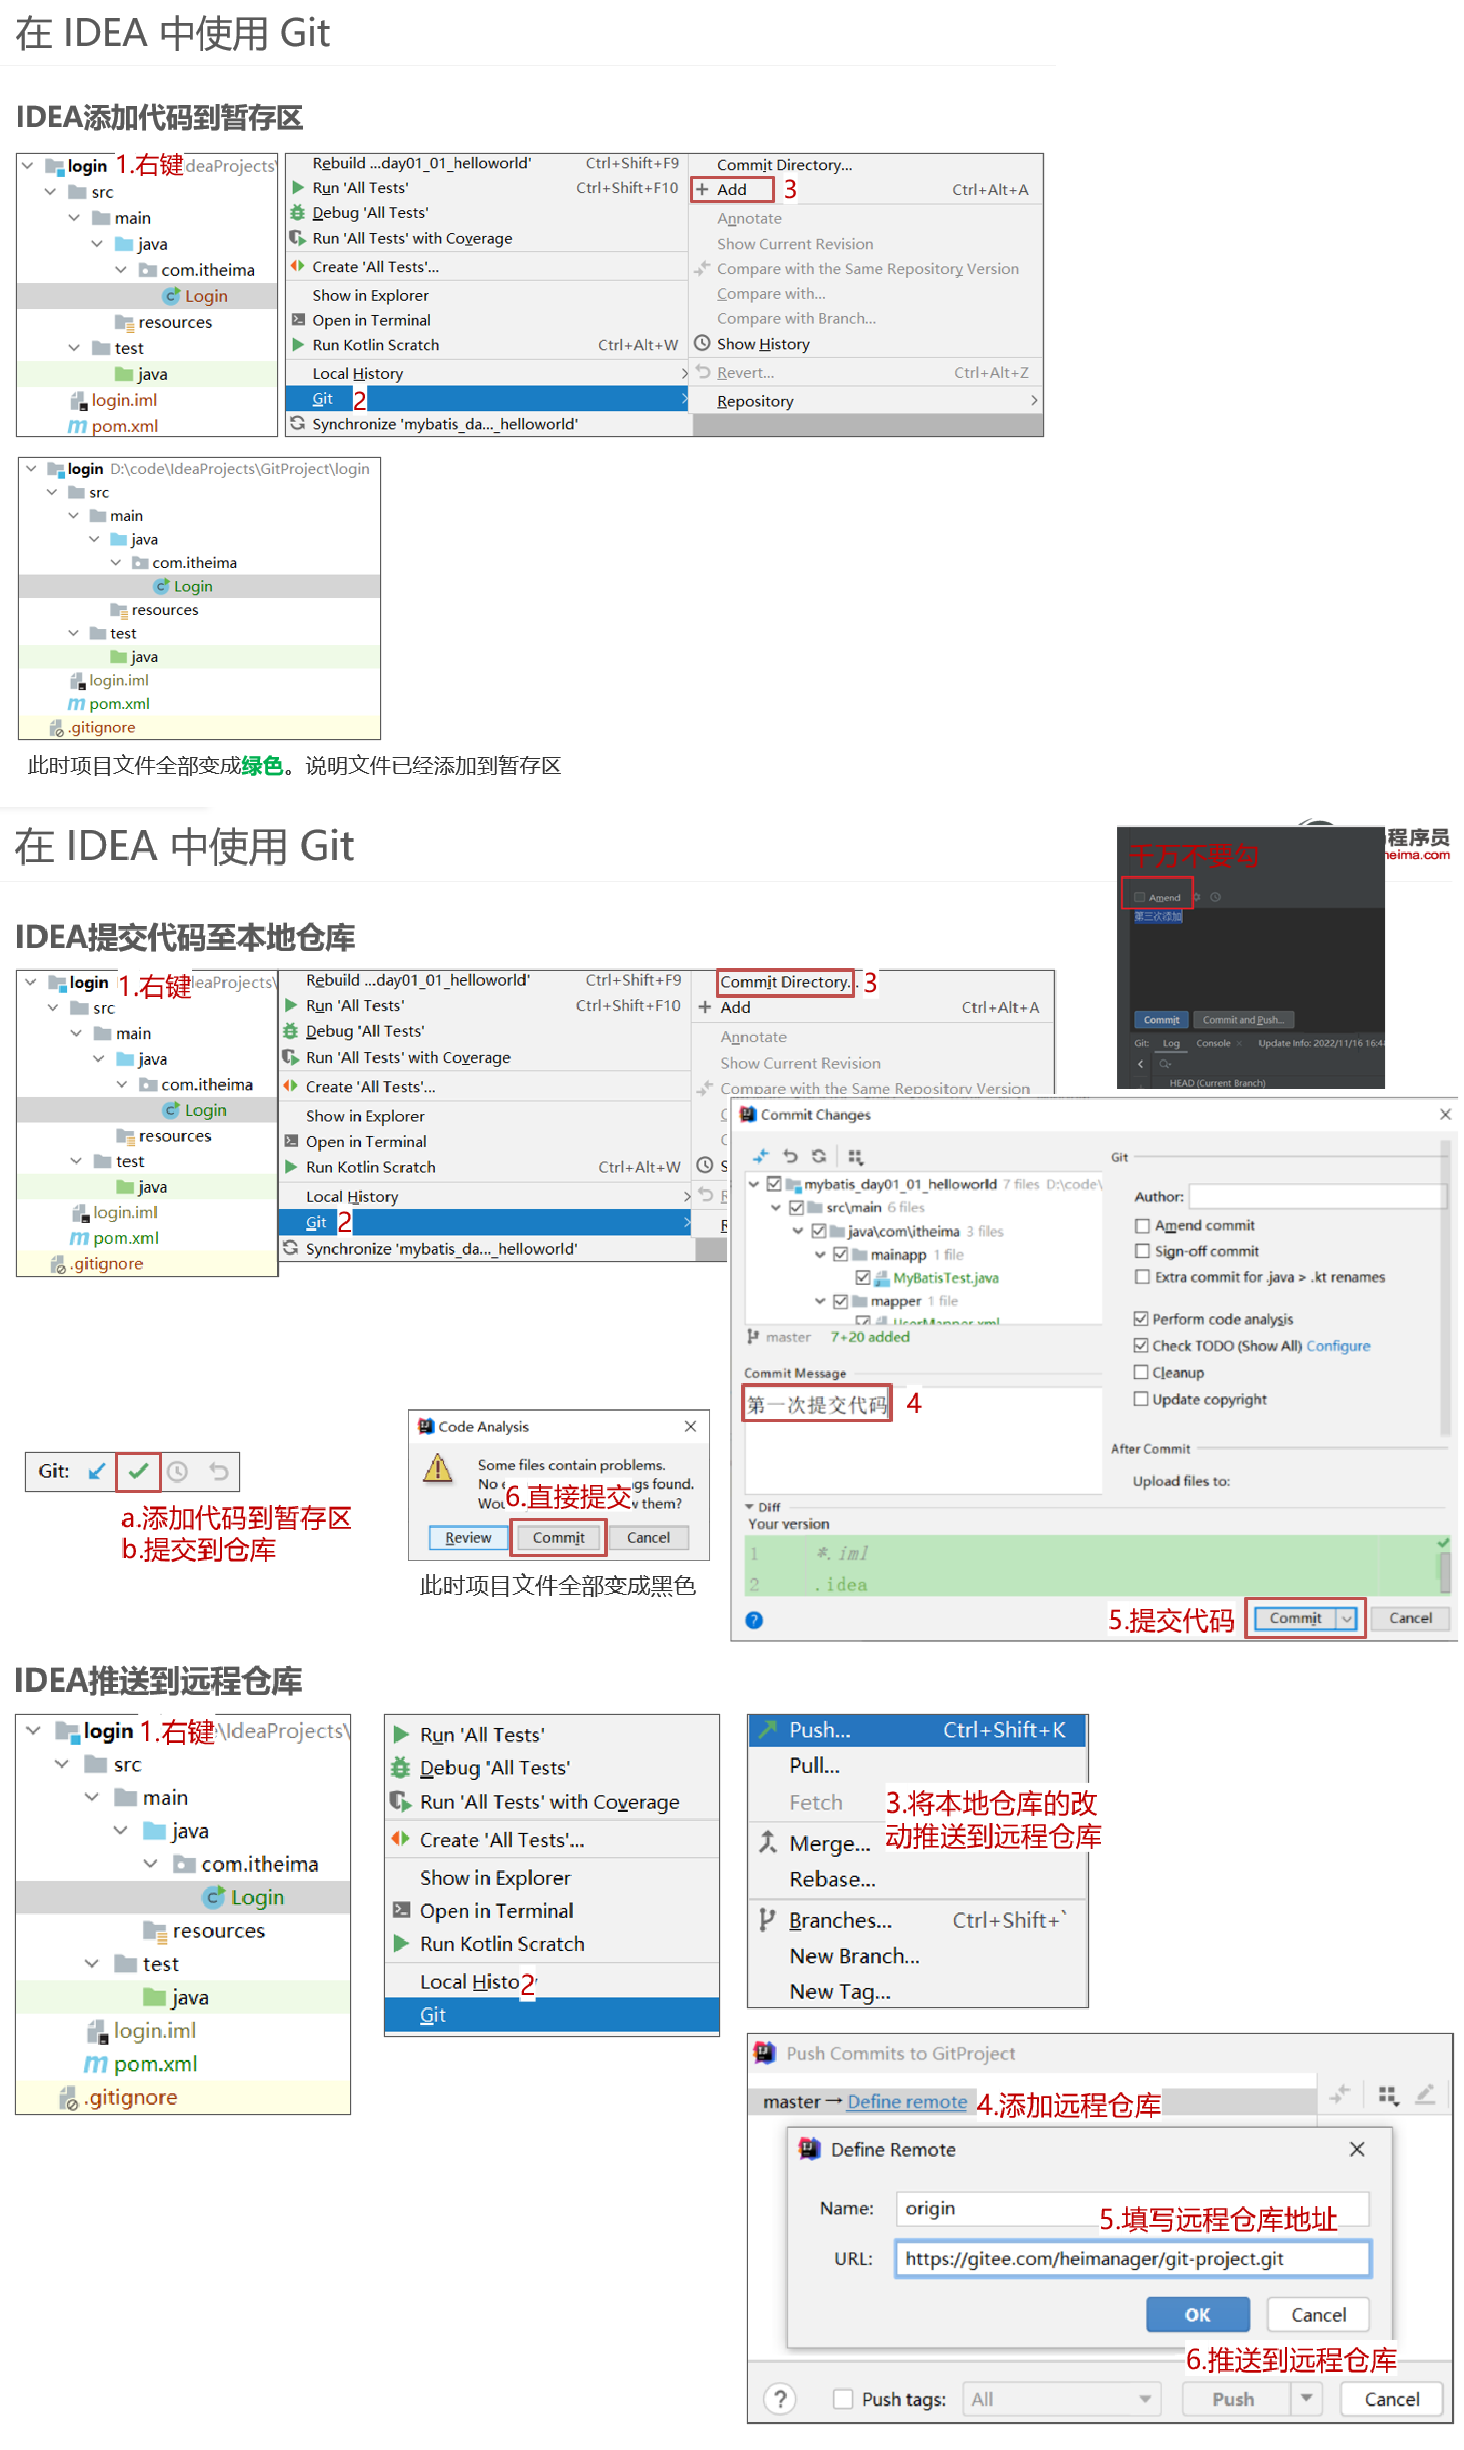 在 IDEA 中使用 Git
IDEA添加代码到暂存区
login 1.右键 deaProjects\
src
main
java
com.itheima
Login
resources
test
java
login.iml
pom.xml
Rebuild ...day01_01_helloworld' Ctrl+Shift+F9
Run 'All Tests' Ctrl+Shift+F10
Debug 'All Tests'
Run 'All Tests' with Coverage
Create 'All Tests'...
Show in Explorer
Open in Terminal
Run Kotlin Scratch Ctrl+Alt+W
Local History
Git 2
Synchronize 'mybatis_da..._helloworld'
Commit Directory...
Add 3 Ctrl+Alt+A
Annotate
Show Current Revision
Compare with the Same Repository Version
Compare with...
Compare with Branch...
Show History
Revert... Ctrl+Alt+Z
Repository
login D:\code\IdeaProjects\GitProject\login
src
main
java
com.itheima
Login
resources
test
java
login.iml
pom.xml
.gitignore
此时项目文件全部变成绿色。说明文件已经添加到暂存区
在 IDEA 中使用 Git
程序员
heima.com
千万不要勾
Amend
第三次添加
Commit Commit and Push...
Git: Log Console × Update Info: 2022/11/16 16:4
HEAD (Current Branch)
IDEA提交代码至本地仓库
login 1.右键 leaProjects\
src
main
java
com.itheima
Login
resources
test
java
login.iml
pom.xml
.gitignore
Rebuild ...day01_01_helloworld' Ctrl+Shift+F9
Run 'All Tests' Ctrl+Shift+F10
Debug 'All Tests'
Run 'All Tests' with Coverage
Create 'All Tests'...
Show in Explorer
Open in Terminal
Run Kotlin Scratch Ctrl+Alt+W
Local History
Git 2
Synchronize 'mybatis_da..._helloworld'
Commit Directory... 3
Add Ctrl+Alt+A
Annotate
Show Current Revision
Compare with the Same Repository Version
Commit Changes
mybatis_day01_01_helloworld 7 files D:\code\
src\main 6 files
java\com\itheima 3 files
mainapp 1 file
MyBatisTest.java
mapper 1 file
UserMapper.xml
master 7+20 added
Commit Message
第一次提交代码 4
Git
Author:
Amend commit
Sign-off commit
Extra commit for .java > .kt renames
Perform code analysis
Check TODO (Show All) Configure
Cleanup
Update copyright
After Commit
Upload files to:
Diff
Your version
1 *.iml
2 .idea
5.提交代码 Commit Cancel
Git:
a.添加代码到暂存区
b.提交到仓库
Code Analysis
Some files contain problems.
No gs found.
Wou w them?
6.直接提交
Review Commit Cancel
此时项目文件全部变成黑色
IDEA推送到远程仓库
login 1.右键 \IdeaProjects\
src
main
java
com.itheima
Login
resources
test
java
login.iml
pom.xml
.gitignore
Run 'All Tests'
Debug 'All Tests'
Run 'All Tests' with Coverage
Create 'All Tests'...
Show in Explorer
Open in Terminal
Run Kotlin Scratch
Local Histo 2
Git
Push... Ctrl+Shift+K
Pull...
Fetch
3.将本地仓库的改
动推送到远程仓库
Merge...
Rebase...
Branches... Ctrl+Shift+`
New Branch...
New Tag...
Push Commits to GitProject
master → Define remote 4.添加远程仓库
Define Remote
Name: origin
5.填写远程仓库地址
URL: https://gitee.com/heimanager/git-project.git
OK Cancel
6.推送到远程仓库
? Push tags: All Push Cancel